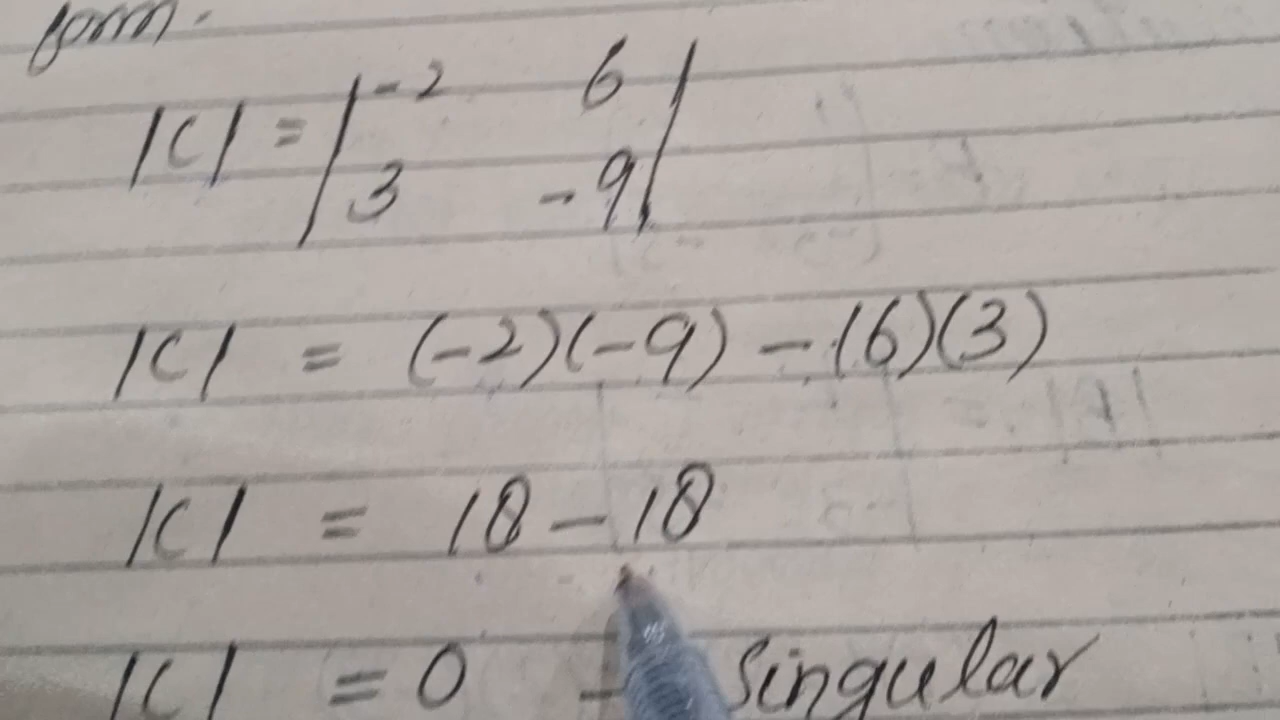 form.
|C| = | -2 6 |
| 3 -9 |
|C| = (-2)(-9) - (6)(3)
|C| = 18 - 18
|C| = 0 - Singular